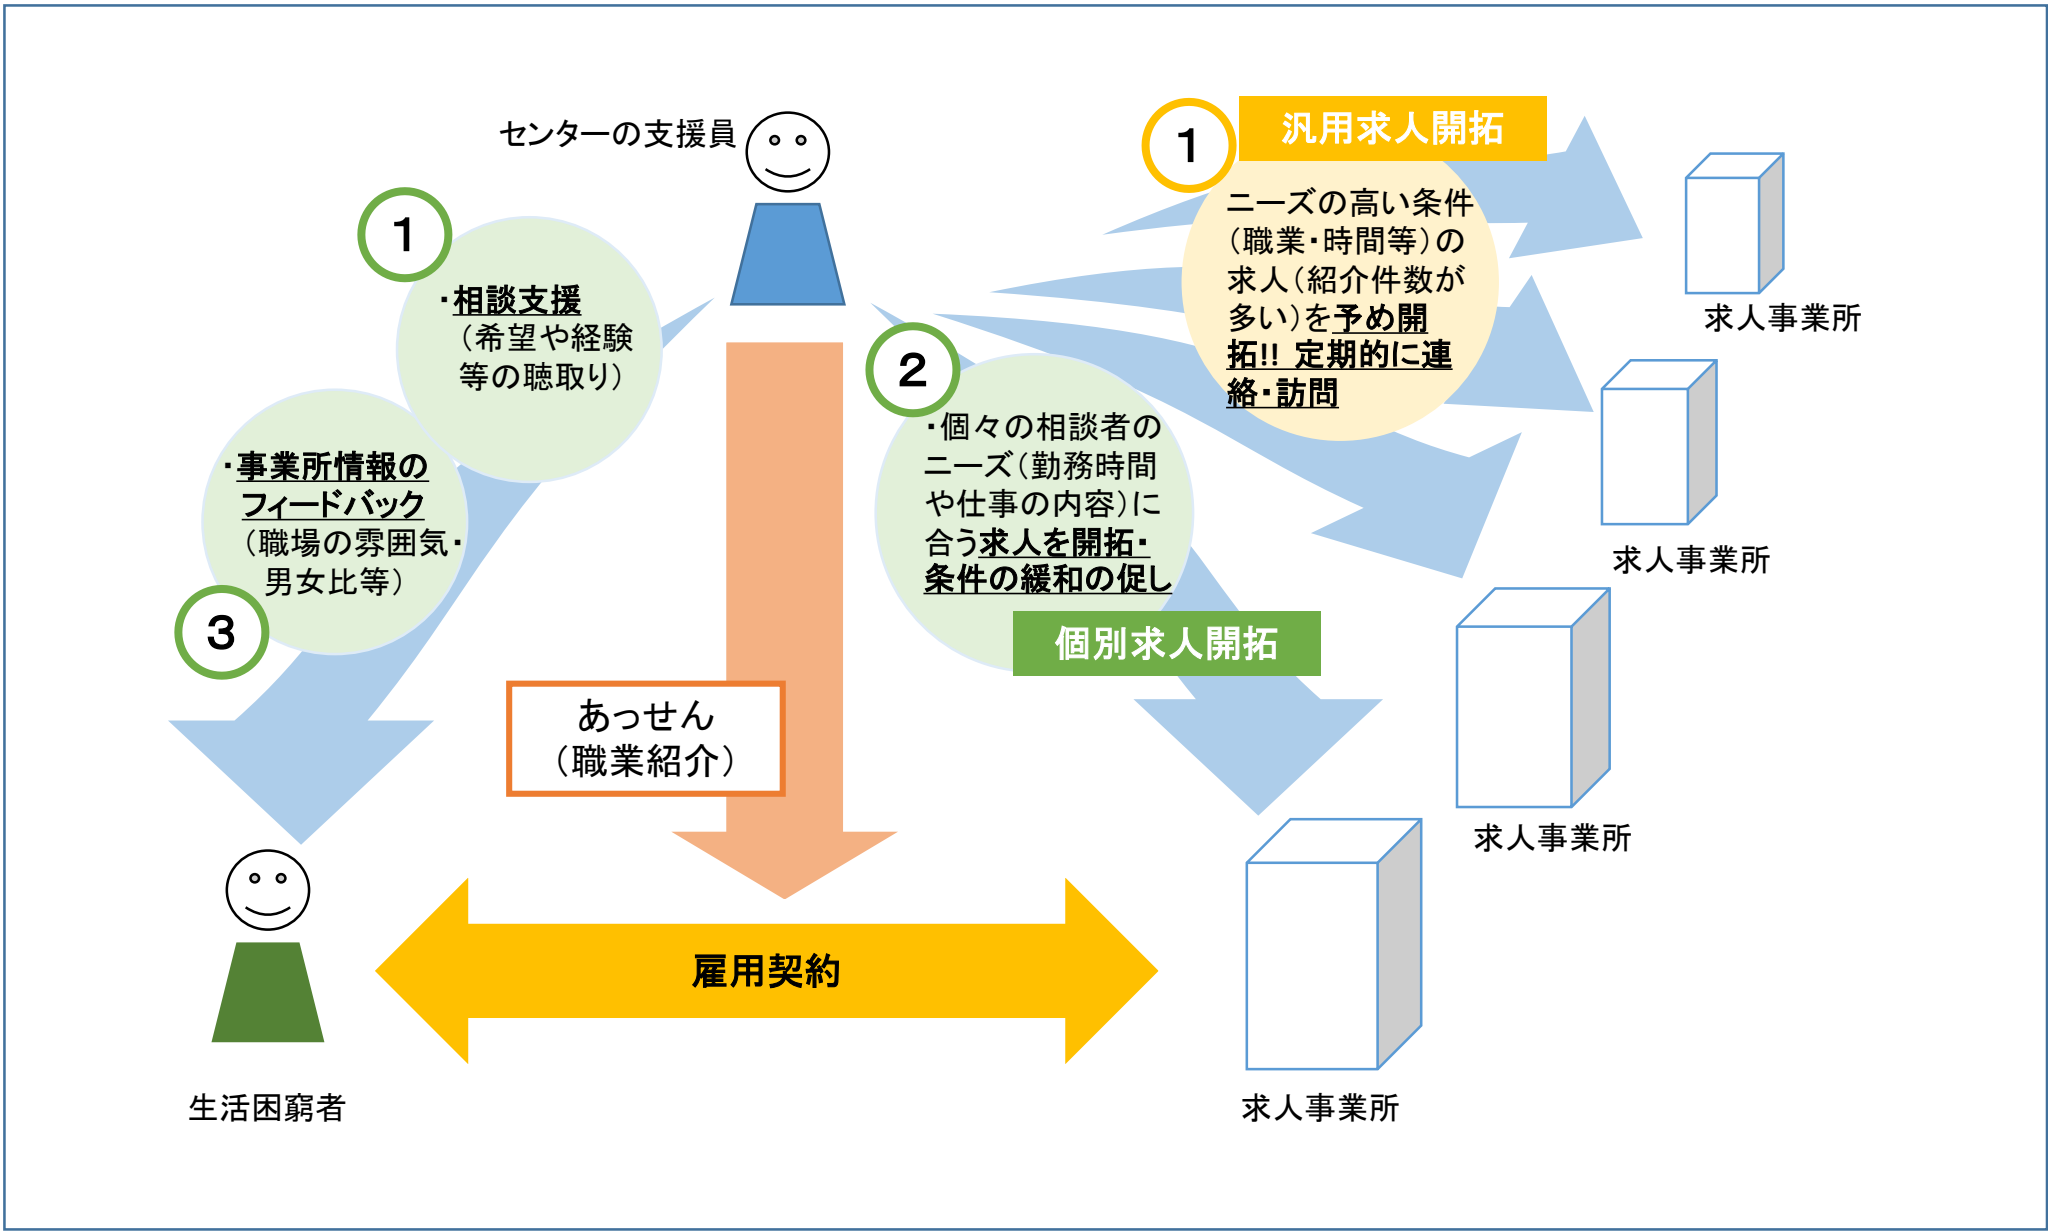 センターの支援員
1
・相談支援
(希望や経験
等の聴取り)
・事業所情報の
フィードバック
(職場の雰囲気・
男女比等)
3
1
汎用求人開拓
ニーズの高い条件
(職業・時間等)の
求人(紹介件数が
多い)を予め開
拓!! 定期的に連
絡・訪問
2
・個々の相談者の
ニーズ(勤務時間
や仕事の内容)に
合う求人を開拓・
条件の緩和の促し
個別求人開拓
求人事業所
求人事業所
求人事業所
求人事業所
あっせん
(職業紹介)
雇用契約
生活困窮者